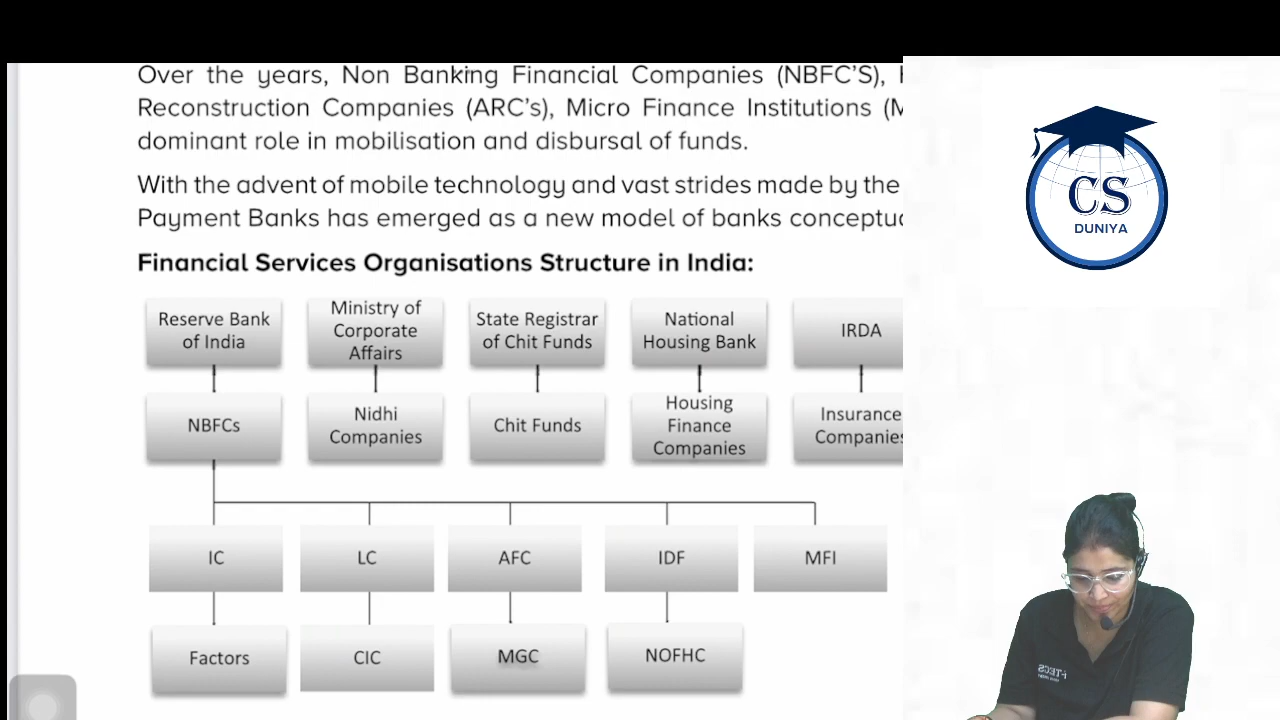 Over the years, Non Banking Financial Companies (NBFC'S),
Reconstruction Companies (ARC's), Micro Finance Institutions (M
dominant role in mobilisation and disbursal of funds.
With the advent of mobile technology and vast strides made by the
Payment Banks has emerged as a new model of banks conceptu
Financial Services Organisations Structure in India:
Reserve Bank
of India
Ministry of
Corporate
Affairs
State Registrar
of Chit Funds
National
Housing Bank
IRDA
NBFCs
Nidhi
Companies
Chit Funds
Housing
Finance
Companies
Insurance
Companies
IC
LC
AFC
IDF
MFI
Factors
CIC
MGC
NOFHC
CS
DUNIYA
i-TECS